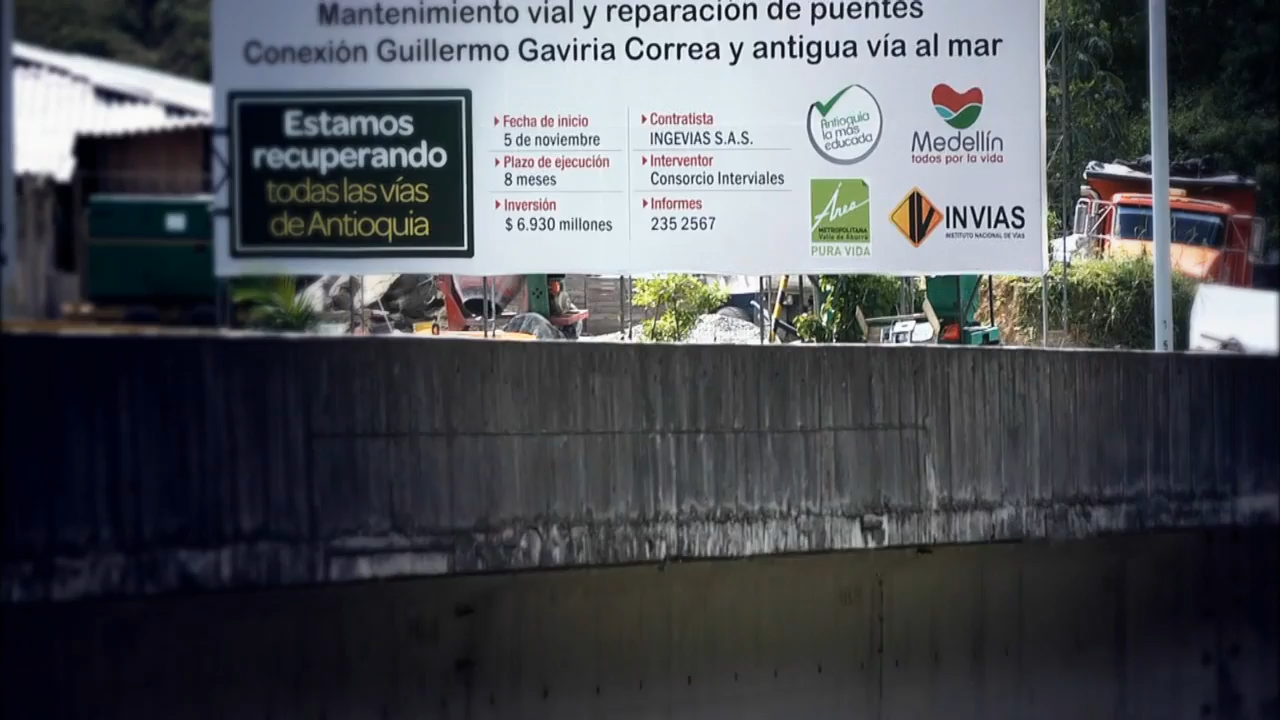 Mantenimiento vial y reparación de puentes
Conexión Guillermo Gaviria Correa y antigua vía al mar
Estamos
recuperando
todas las vías
de Antioquia
Fecha de inicio
5 de noviembre
Plazo de ejecución
8 meses
Inversión
$ 6.930 millones
Contratista
INGEVIAS S.A.S.
Interventor
Consorcio Interviales
Informes
235 2567
Antioquia
la más
educada
Medellín
todos por la vida
Área
METROPOLITANA
Valle de Aburrá
PURA VIDA
INVIAS
INSTITUTO NACIONAL DE VÍAS